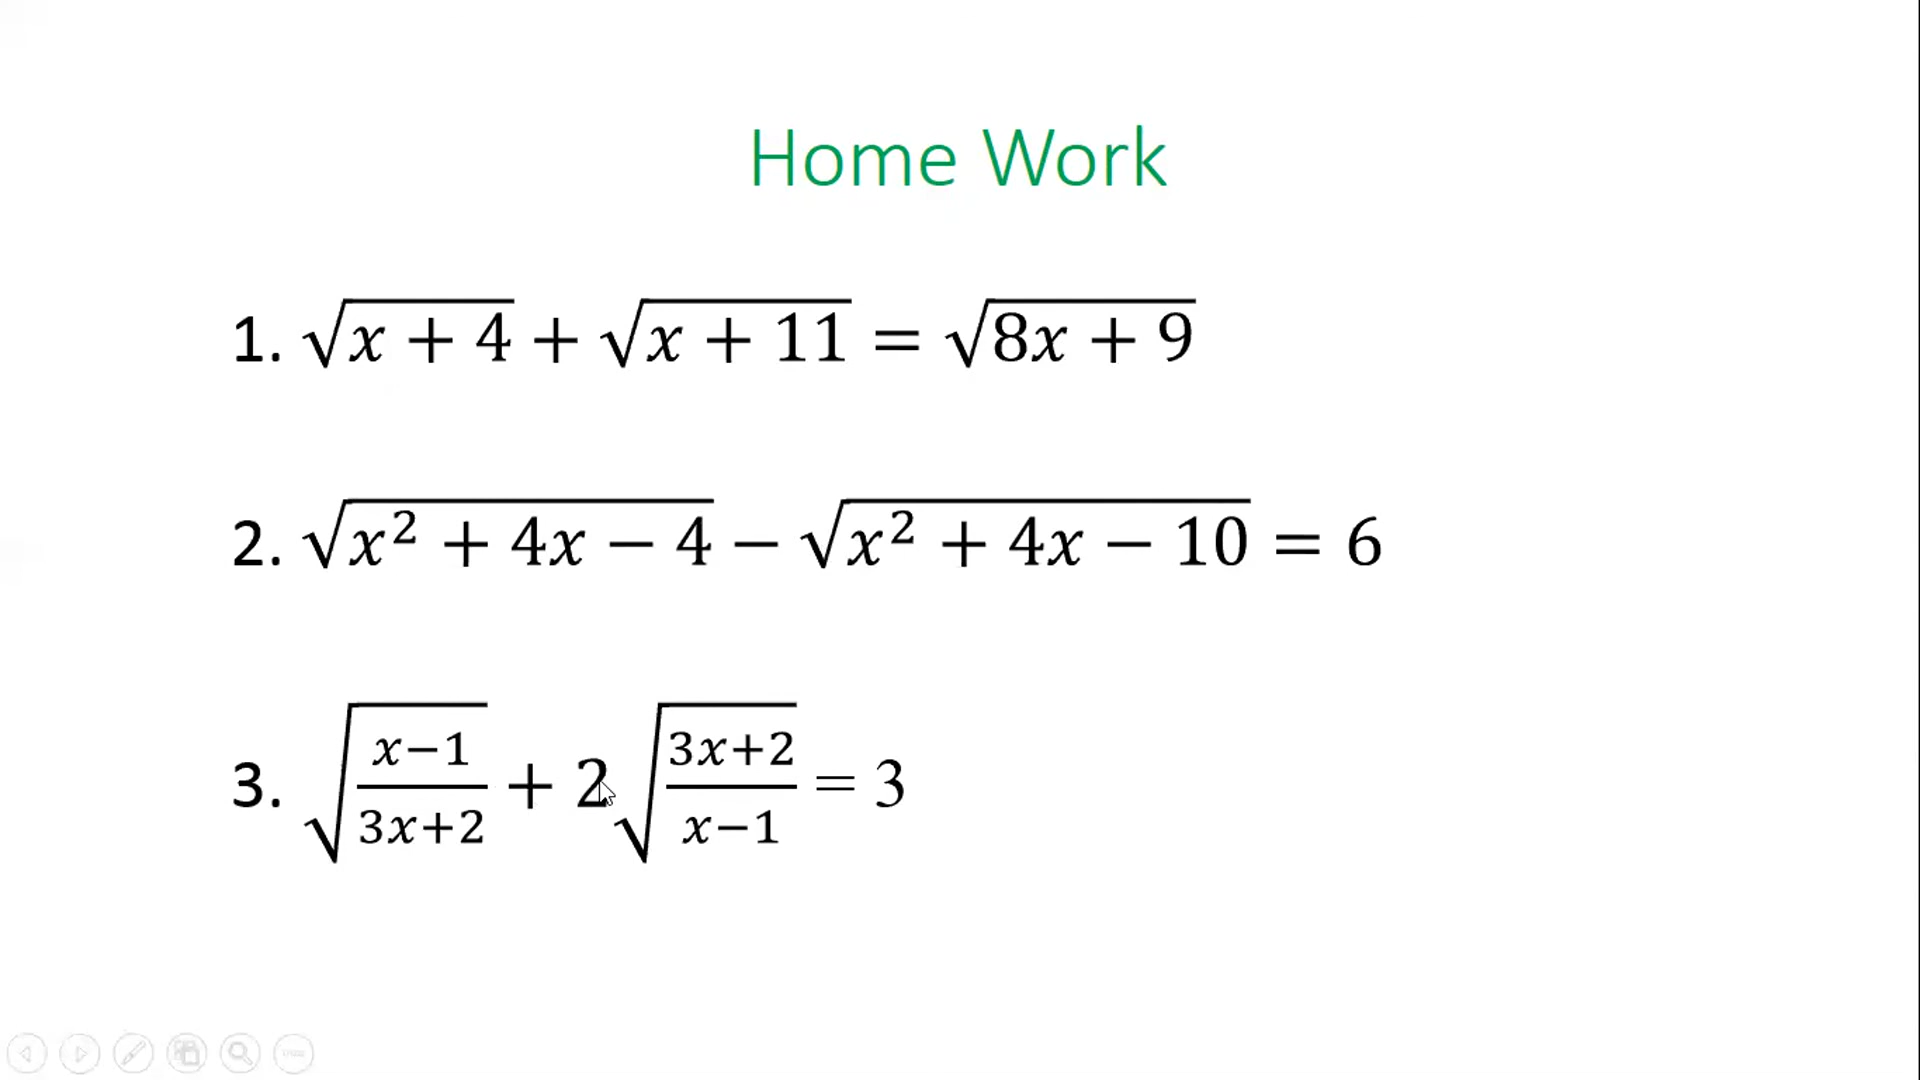 Home Work
1. √(x + 4) + √(x + 11) = √(8x + 9)
2. √(x² + 4x − 4) − √(x² + 4x − 10) = 6
3. √((x−1)/(3x+2)) + 2√((3x+2)/(x−1)) = 3